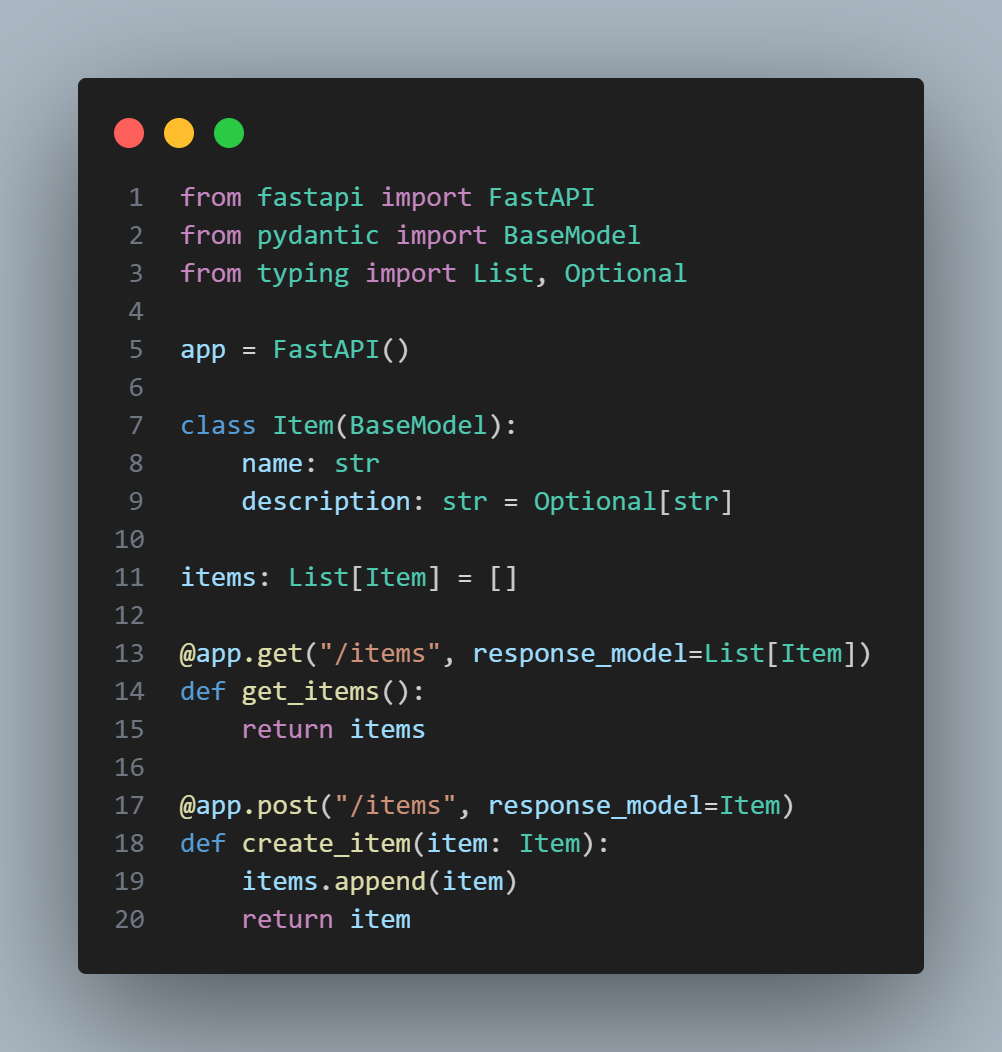 1 from fastapi import FastAPI
2 from pydantic import BaseModel
3 from typing import List, Optional
4
5 app = FastAPI()
6
7 class Item(BaseModel):
8     name: str
9     description: str = Optional[str]
10
11 items: List[Item] = []
12
13 @app.get("/items", response_model=List[Item])
14 def get_items():
15     return items
16
17 @app.post("/items", response_model=Item)
18 def create_item(item: Item):
19     items.append(item)
20     return item